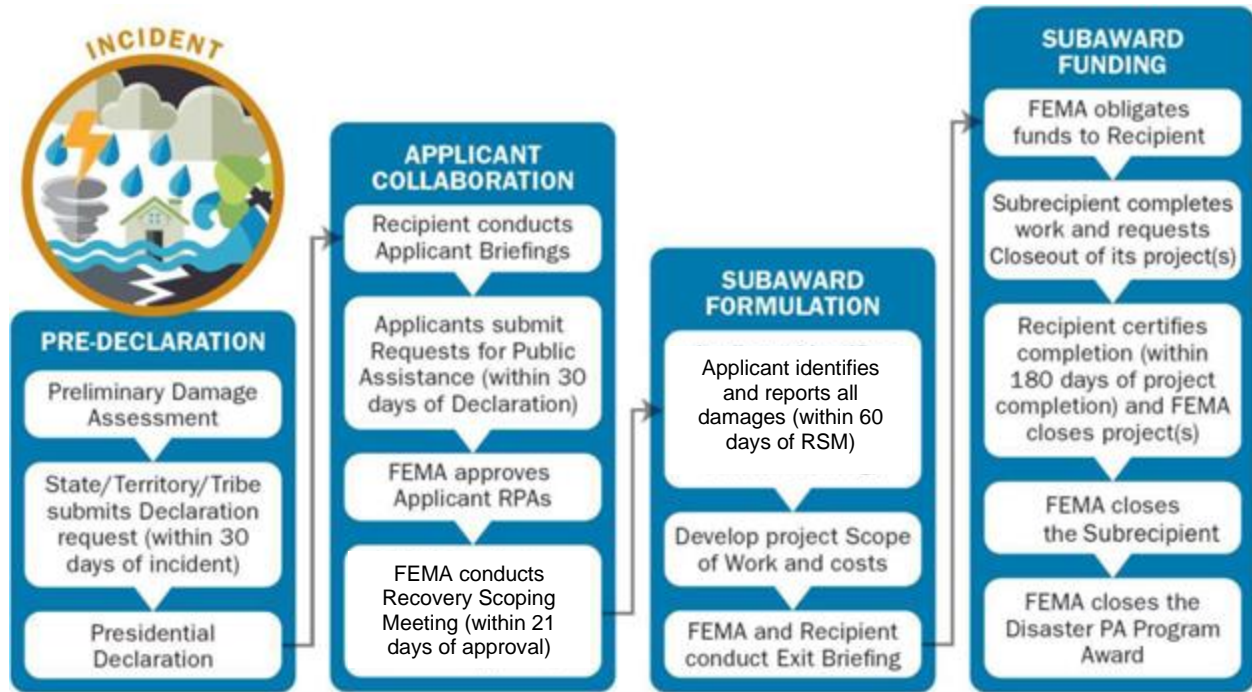 INCIDENT
PRE-DECLARATION
Preliminary Damage
Assessment
State/Territory/Tribe
submits Declaration
request (within 30
days of incident)
Presidential
Declaration
APPLICANT
COLLABORATION
Recipient conducts
Applicant Briefings
Applicants submit
Requests for Public
Assistance (within 30
days of Declaration)
FEMA approves
Applicant RPAs
FEMA conducts
Recovery Scoping
Meeting (within 21
days of approval)
SUBAWARD
FORMULATION
Applicant identifies
and reports all
damages (within 60
days of RSM)
Develop project Scope
of Work and costs
FEMA and Recipient
conduct Exit Briefing
SUBAWARD
FUNDING
FEMA obligates
funds to Recipient
Subrecipient completes
work and requests
Closeout of its project(s)
Recipient certifies
completion (within
180 days of project
completion) and FEMA
closes project(s)
FEMA closes
the Subrecipient
FEMA closes the
Disaster PA Program
Award